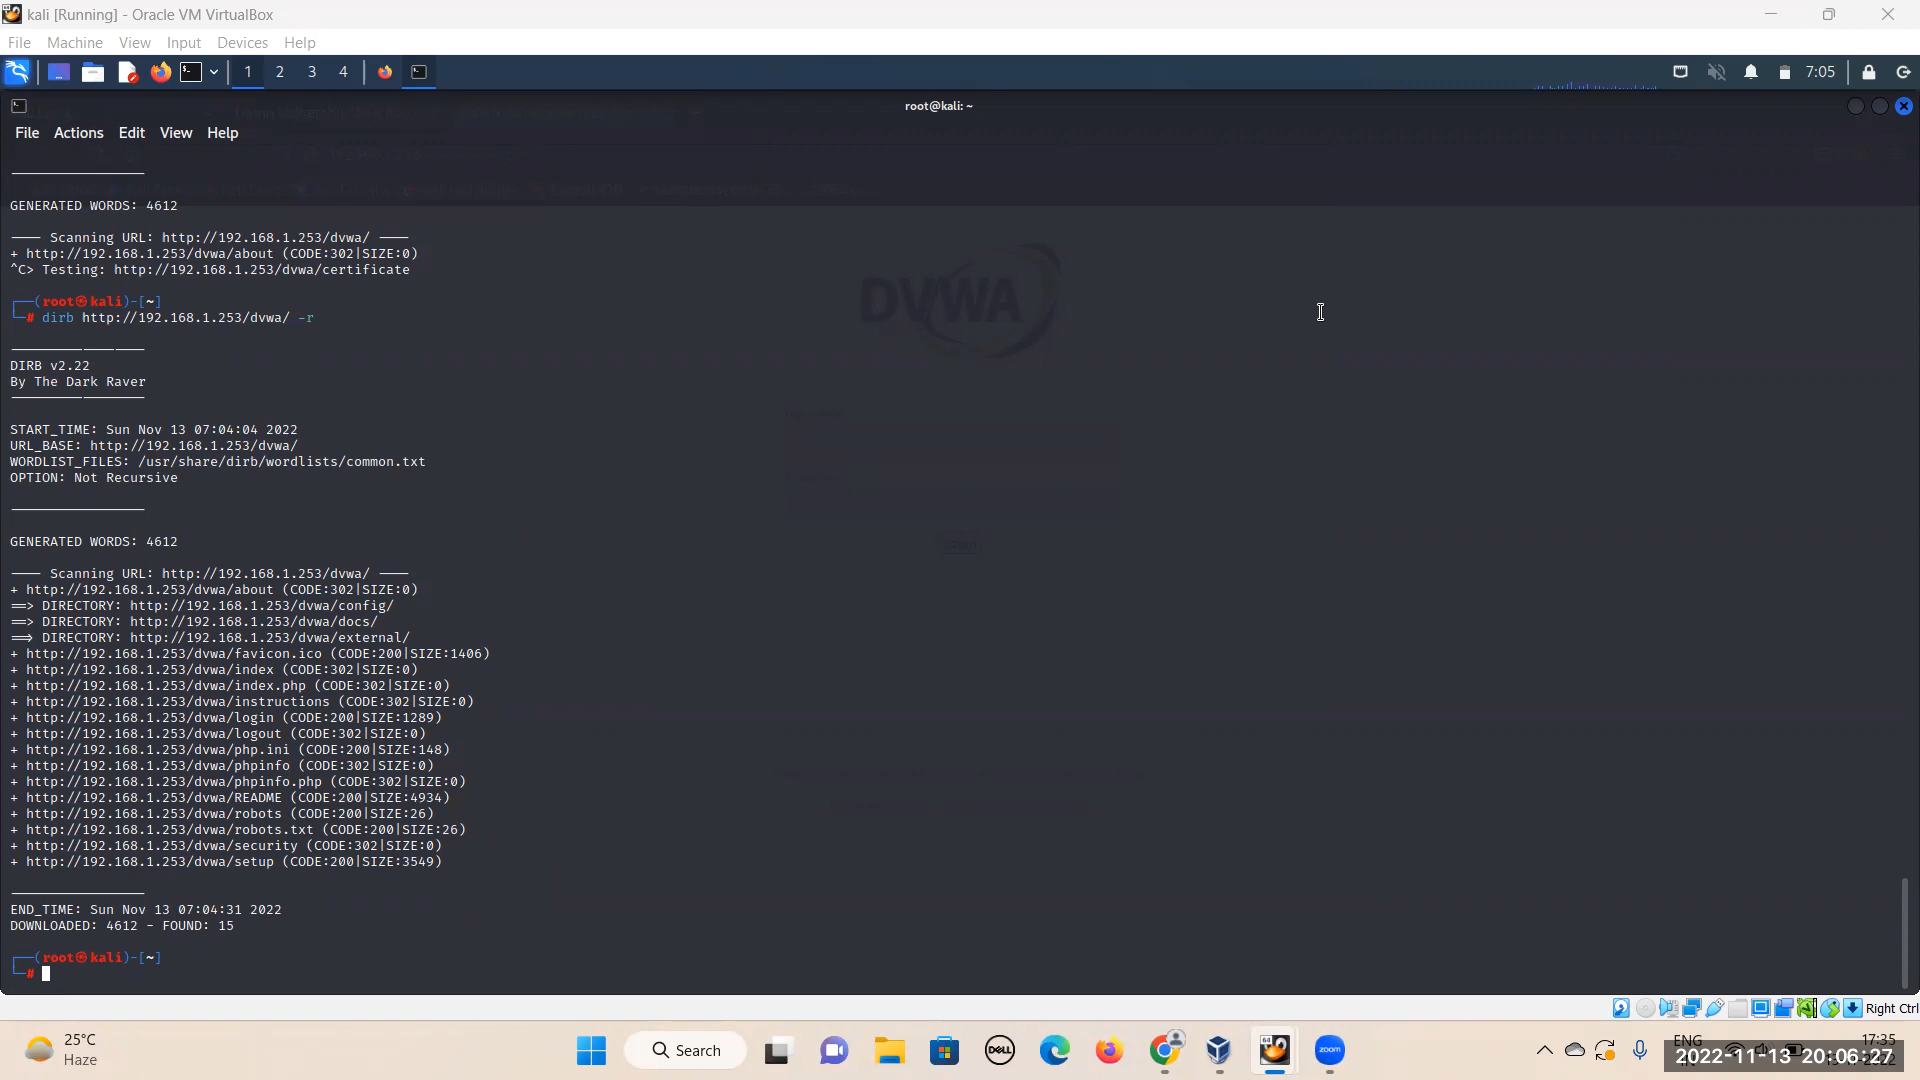 kali [Running] - Oracle VM VirtualBox
File Machine View Input Devices Help
1 2 3 4 7:05
root@kali: ~
File Actions Edit View Help
GENERATED WORDS: 4612
---- Scanning URL: http://192.168.1.253/dvwa/ ----
+ http://192.168.1.253/dvwa/about (CODE:302|SIZE:0)
^C> Testing: http://192.168.1.253/dvwa/certificate
┌──(root㉿kali)-[~]
└─# dirb http://192.168.1.253/dvwa/ -r
-----------------
DIRB v2.22
By The Dark Raver
-----------------
START_TIME: Sun Nov 13 07:04:04 2022
URL_BASE: http://192.168.1.253/dvwa/
WORDLIST_FILES: /usr/share/dirb/wordlists/common.txt
OPTION: Not Recursive
-----------------
GENERATED WORDS: 4612
---- Scanning URL: http://192.168.1.253/dvwa/ ----
+ http://192.168.1.253/dvwa/about (CODE:302|SIZE:0)
==> DIRECTORY: http://192.168.1.253/dvwa/config/
==> DIRECTORY: http://192.168.1.253/dvwa/docs/
==> DIRECTORY: http://192.168.1.253/dvwa/external/
+ http://192.168.1.253/dvwa/favicon.ico (CODE:200|SIZE:1406)
+ http://192.168.1.253/dvwa/index (CODE:302|SIZE:0)
+ http://192.168.1.253/dvwa/index.php (CODE:302|SIZE:0)
+ http://192.168.1.253/dvwa/instructions (CODE:302|SIZE:0)
+ http://192.168.1.253/dvwa/login (CODE:200|SIZE:1289)
+ http://192.168.1.253/dvwa/logout (CODE:302|SIZE:0)
+ http://192.168.1.253/dvwa/php.ini (CODE:200|SIZE:148)
+ http://192.168.1.253/dvwa/phpinfo (CODE:302|SIZE:0)
+ http://192.168.1.253/dvwa/phpinfo.php (CODE:302|SIZE:0)
+ http://192.168.1.253/dvwa/README (CODE:200|SIZE:4934)
+ http://192.168.1.253/dvwa/robots (CODE:200|SIZE:26)
+ http://192.168.1.253/dvwa/robots.txt (CODE:200|SIZE:26)
+ http://192.168.1.253/dvwa/security (CODE:302|SIZE:0)
+ http://192.168.1.253/dvwa/setup (CODE:200|SIZE:3549)
-----------------
END_TIME: Sun Nov 13 07:04:31 2022
DOWNLOADED: 4612 - FOUND: 15
┌──(root㉿kali)-[~]
└─#
DVWA
Right Ctrl
25°C
Haze
Search
DELL
zoom
ENG
17:35
2022-11-13 20:06:27